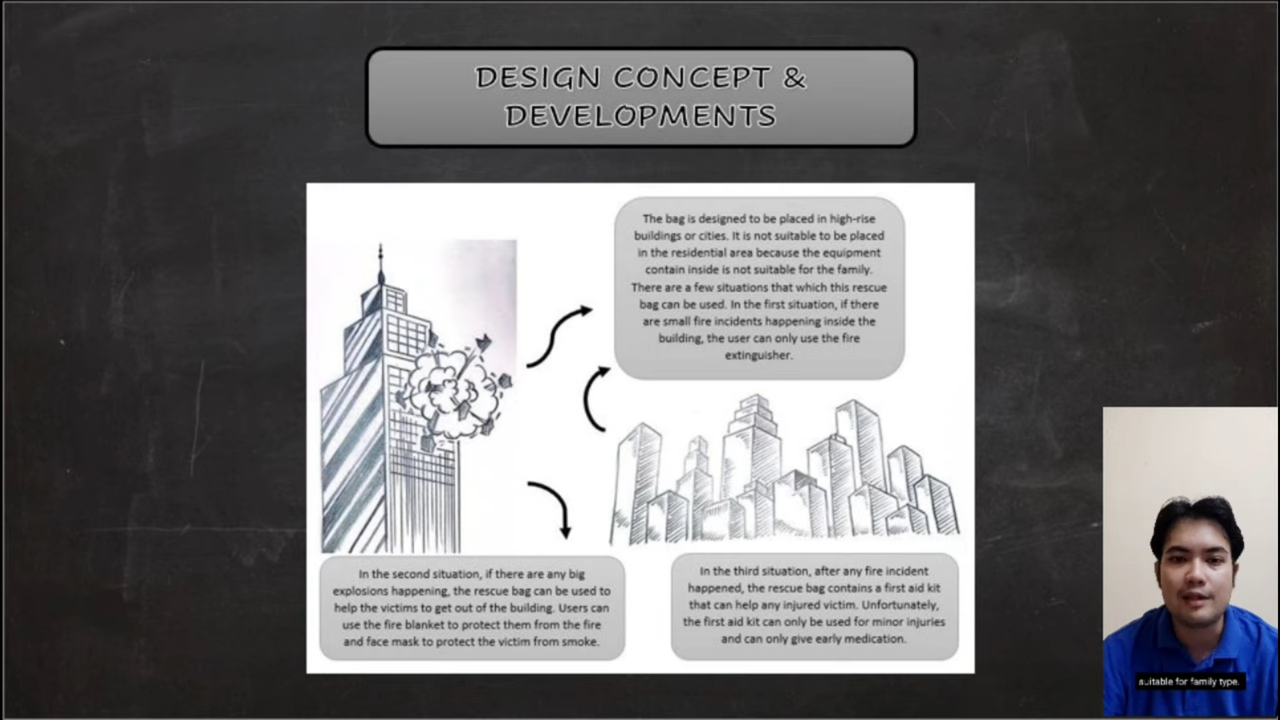 DESIGN CONCEPT &
DEVELOPMENTS
The bag is designed to be placed in high-rise
buildings or cities. It is not suitable to be placed
in the residential area because the equipment
contain inside is not suitable for the family.
There are a few situations that which this rescue
bag can be used. In the first situation, if there
are small fire incidents happening inside the
building, the user can only use the fire
extinguisher.
In the second situation, if there are any big
explosions happening, the rescue bag can be used to
help the victims to get out of the building. Users can
use the fire blanket to protect them from the fire
and face mask to protect the victim from smoke.
In the third situation, after any fire incident
happened, the rescue bag contains a first aid kit
that can help any injured victim. Unfortunately,
the first aid kit can only be used for minor injuries
and can only give early medication.
suitable for family type.